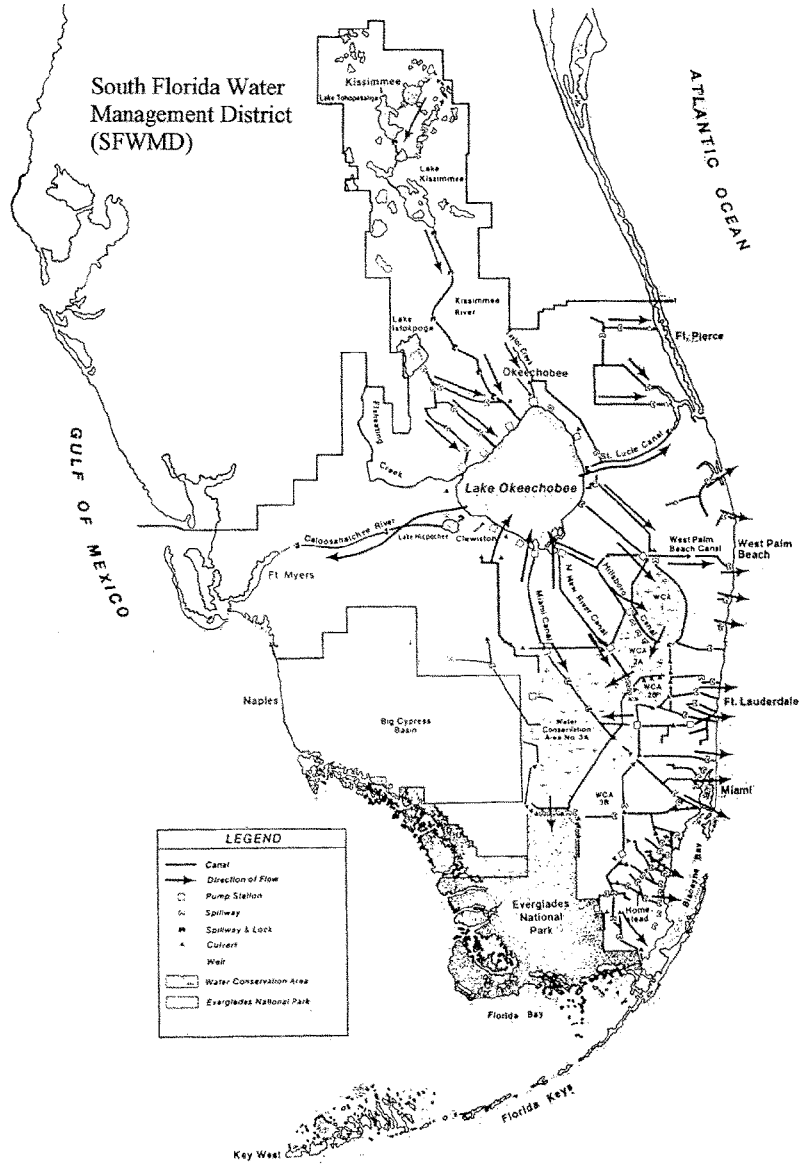 South Florida Water
Management District
(SFWMD)
ATLANTIC OCEAN
GULF OF MEXICO
Kissimmee
Lake Tohopekaliga
Lake
Kissimmee
Kissimmee
River
Lake
Istokpoga
Taylor Creek
Okeechobee
Ft. Pierce
Fisheating
Creek
St. Lucie Canal
Lake Okeechobee
Caloosahatchee River
Lake Hicpochee
Clewiston
West Palm
Beach Canal
West Palm
Beach
Ft Myers
Miami Canal
N New River Canal
Hillsboro Canal
WCA
1
WCA
2A
WCA
2B
Ft. Lauderdale
Naples
Big Cypress
Basin
Water
Conservation
Area No. 3A
WCA
3B
Miami
Biscayne Bay
Everglades
National
Park
Home
stead
Florida Bay
Florida Keys
Key West
LEGEND
Canal
Direction of Flow
Pump Station
Spillway
Spillway & Lock
Culvert
Weir
Water Conservation Area
Everglades National Park